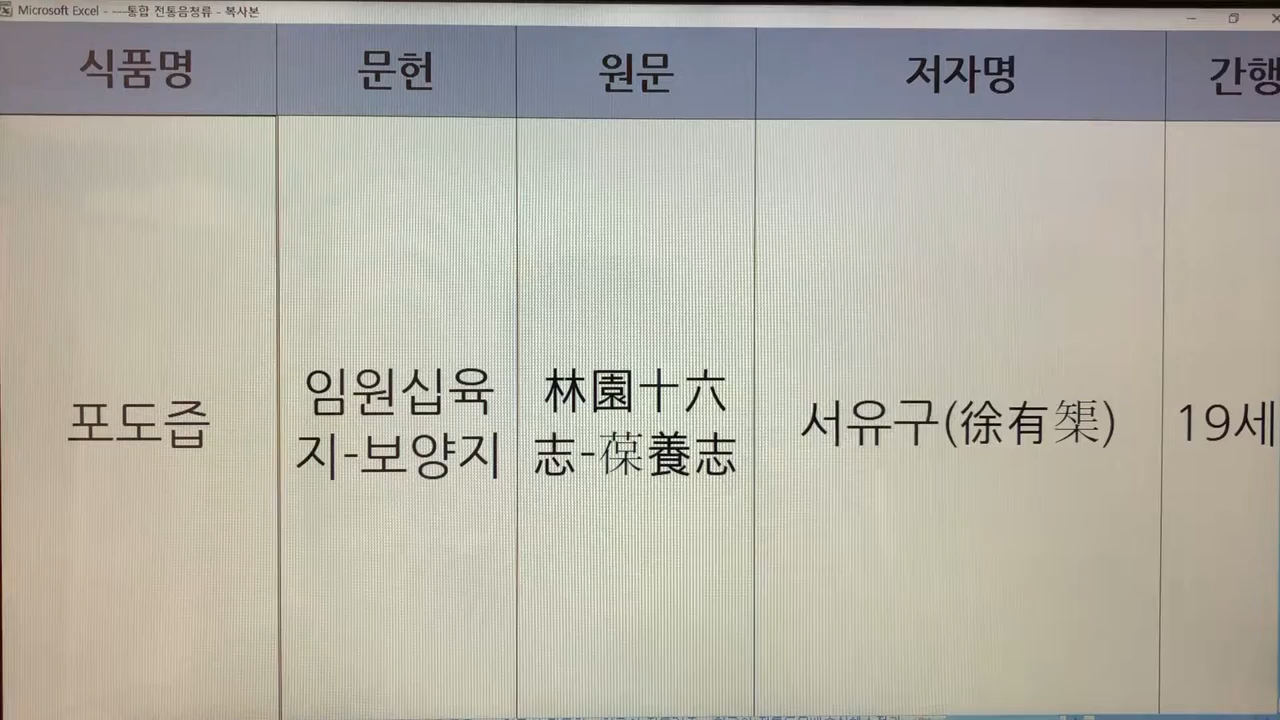 Microsoft Excel - ----통합 전통음청류 - 복사본
식품명 문헌 원문 저자명 간행
포도즙
임원십육
지-보양지
林園十六
志-葆養志
서유구(徐有榘)
19세